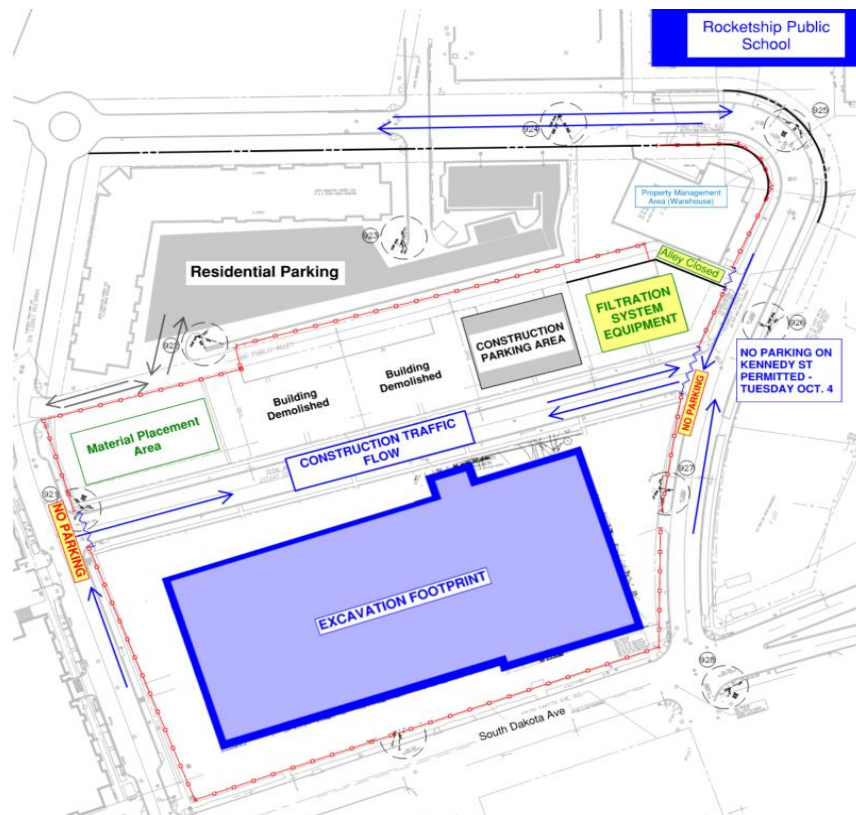 Rocketship Public
School
925
924
Property Management
Area (Warehouse)
923
Alley Closed
Residential Parking
FILTRATION
SYSTEM
EQUIPMENT
926
CONSTRUCTION
PARKING AREA
NO PARKING ON
KENNEDY ST
PERMITTED -
TUESDAY OCT. 4
Building
Demolished
Building
Demolished
NO PARKING
Material Placement
Area
CONSTRUCTION TRAFFIC
FLOW
927
921
NO PARKING
EXCAVATION FOOTPRINT
928
South Dakota Ave